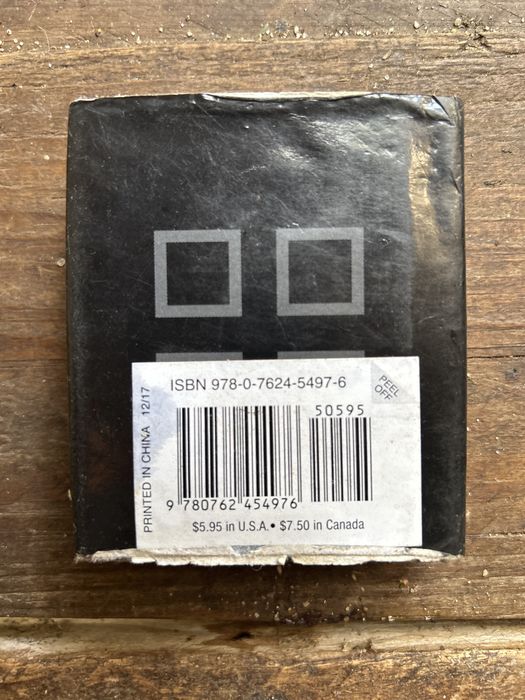 ISBN 978-0-7624-5497-6
PEEL
OFF
50595
PRINTED IN CHINA 12/17
9 780762 454976
$5.95 in U.S.A. • $7.50 in Canada